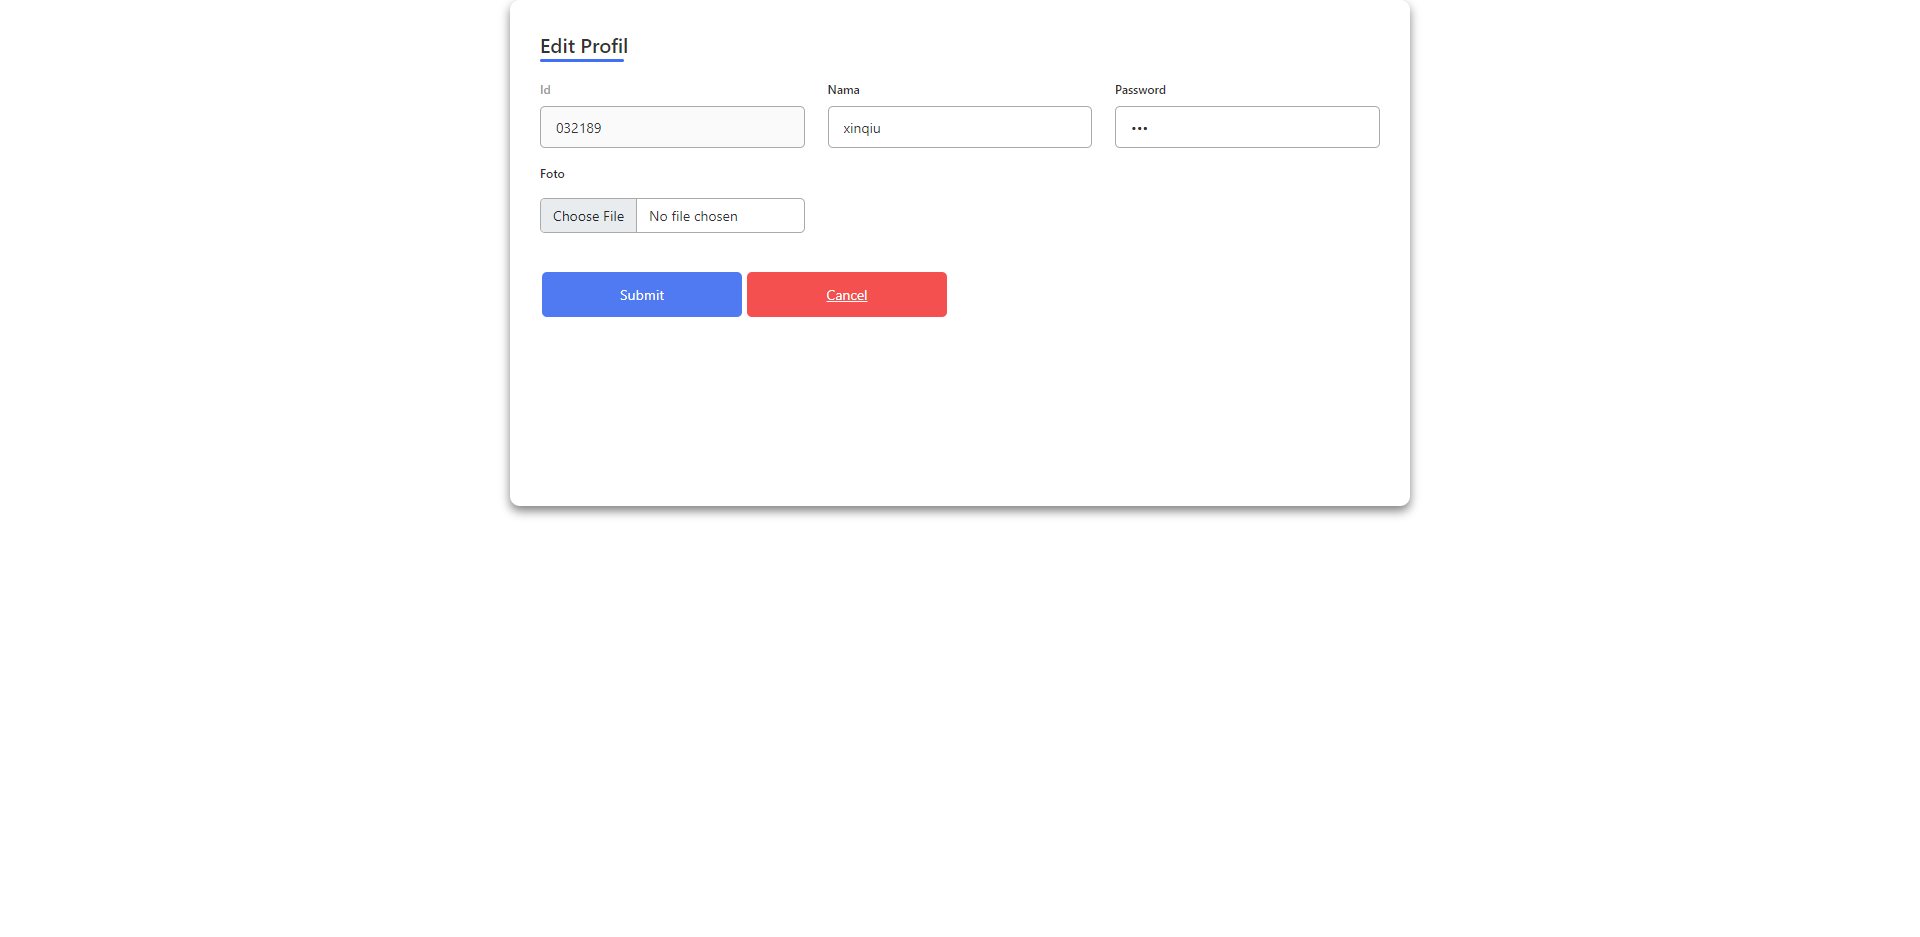 Edit Profil
Id
Nama
Password
032189
xinqiu
•••
Foto
Choose File
No file chosen
Submit
Cancel